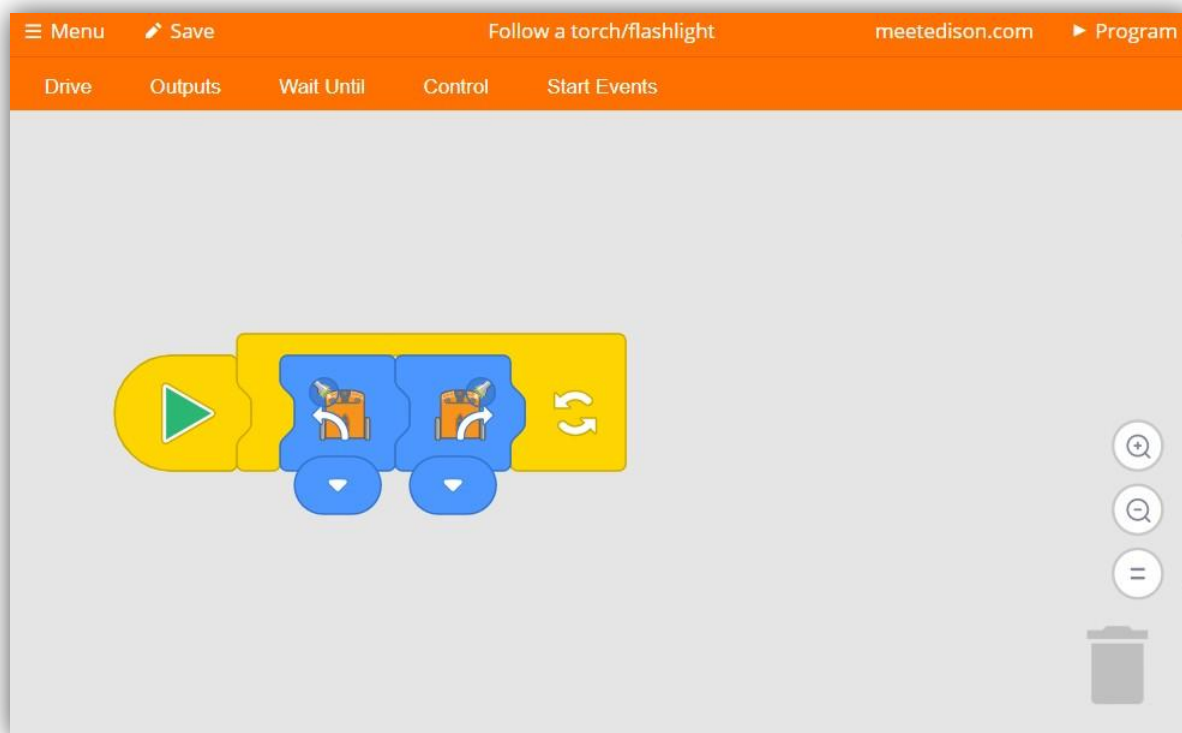 Menu Save Follow a torch/flashlight meetedison.com Program
Drive Outputs Wait Until Control Start Events